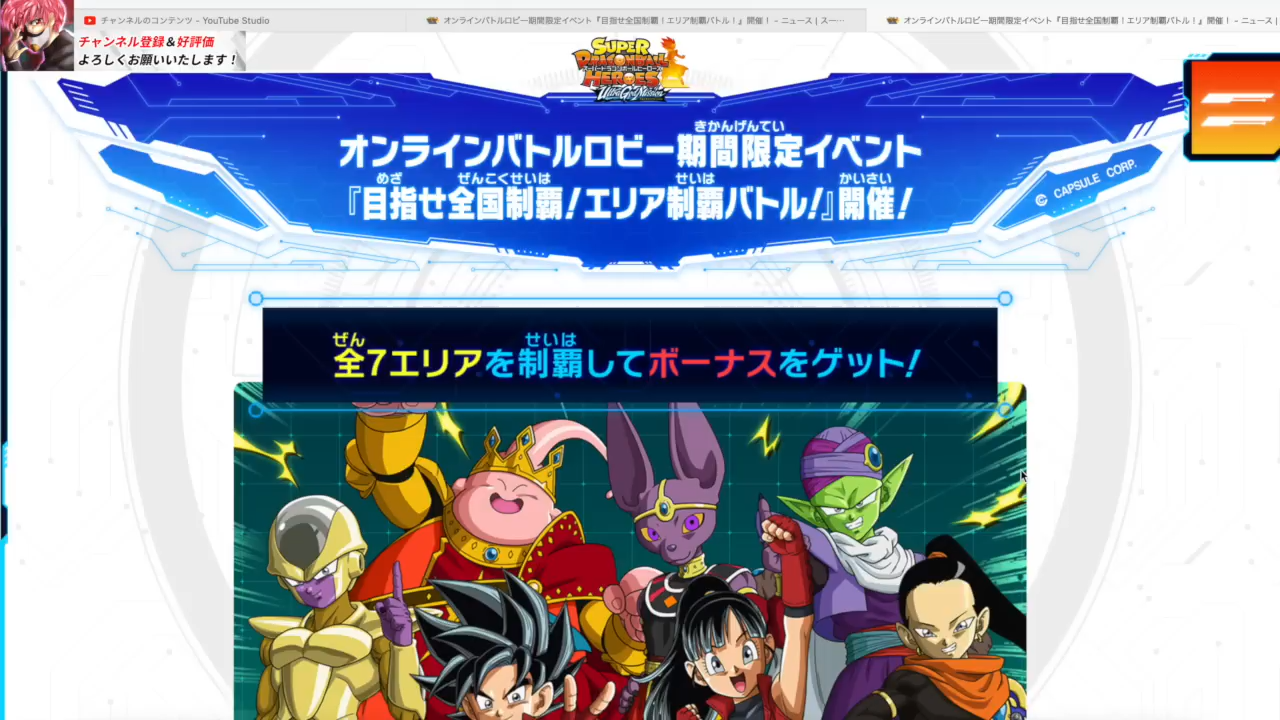 チャンネルのコンテンツ - YouTube Studio
オンラインバトルロビー期間限定イベント『目指せ全国制覇！エリア制覇バトル！』開催！ – ニュース | スー…
オンラインバトルロビー期間限定イベント『目指せ全国制覇！エリア制覇バトル！』開催！ – ニュース |
チャンネル登録＆好評価
よろしくお願いいたします！
SUPER
DRAGONBALL
スーパードラゴンボールヒーローズ
HEROES
Ultra God Mission
きかんげんてい
オンラインバトルロビー期間限定イベント
めざ ぜんこくせいは せいは かいさい
『目指せ全国制覇！エリア制覇バトル！』開催！
© CAPSULE CORP.
ぜん せいは
全7エリアを制覇してボーナスをゲット！